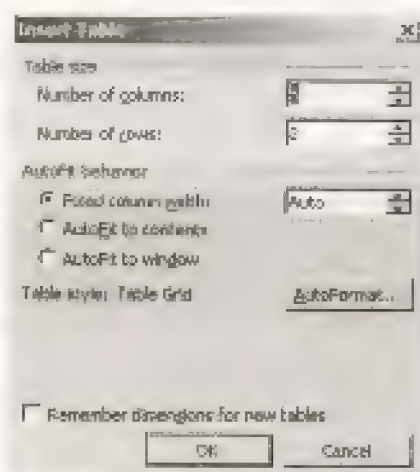 Insert Table
Table size
Number of columns:
Number of rows: 2
AutoFit behavior
Fixed column width: Auto
AutoFit to contents
AutoFit to window
Table style: Table Grid AutoFormat...
Remember dimensions for new tables
OK Cancel